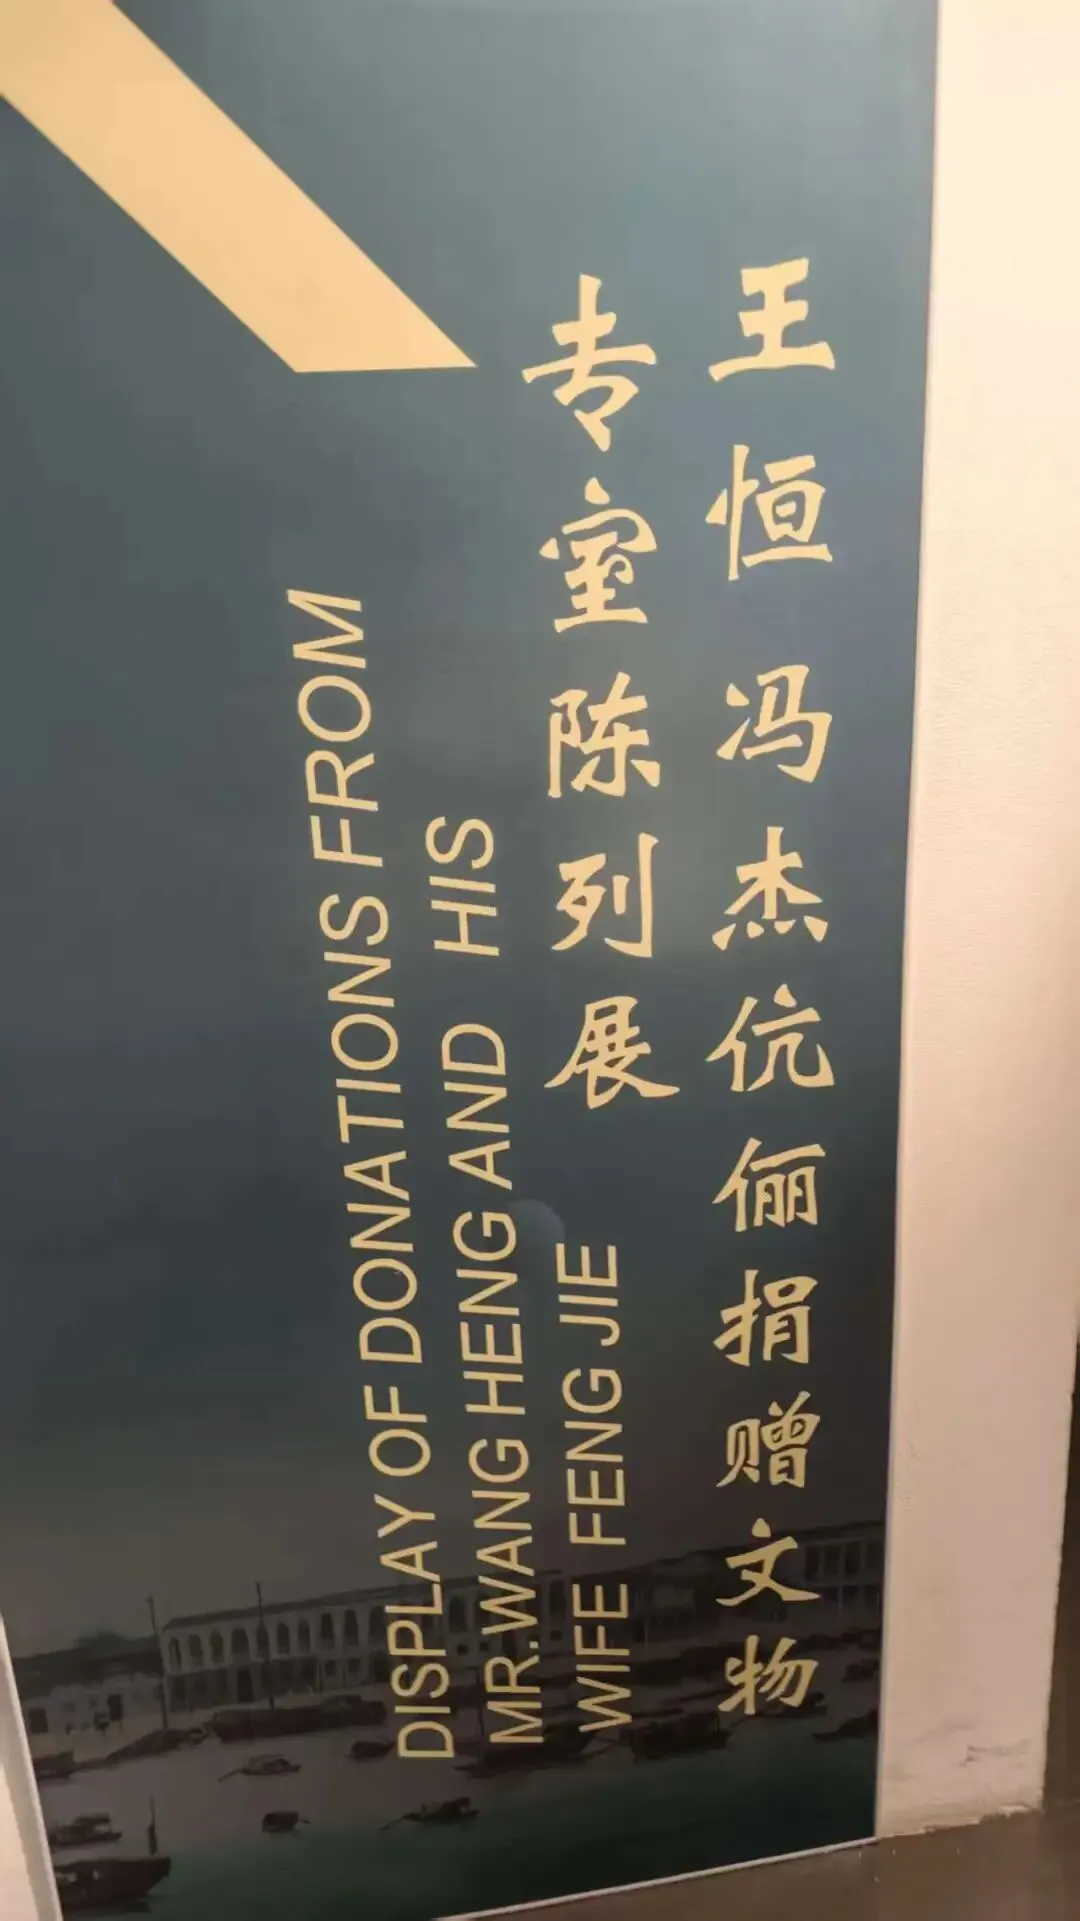 王恒冯杰伉俪捐赠文物
专室陈列展
DISPLAY OF DONATIONS FROM
MR.WANG HENG AND HIS
WIFE FENG JIE